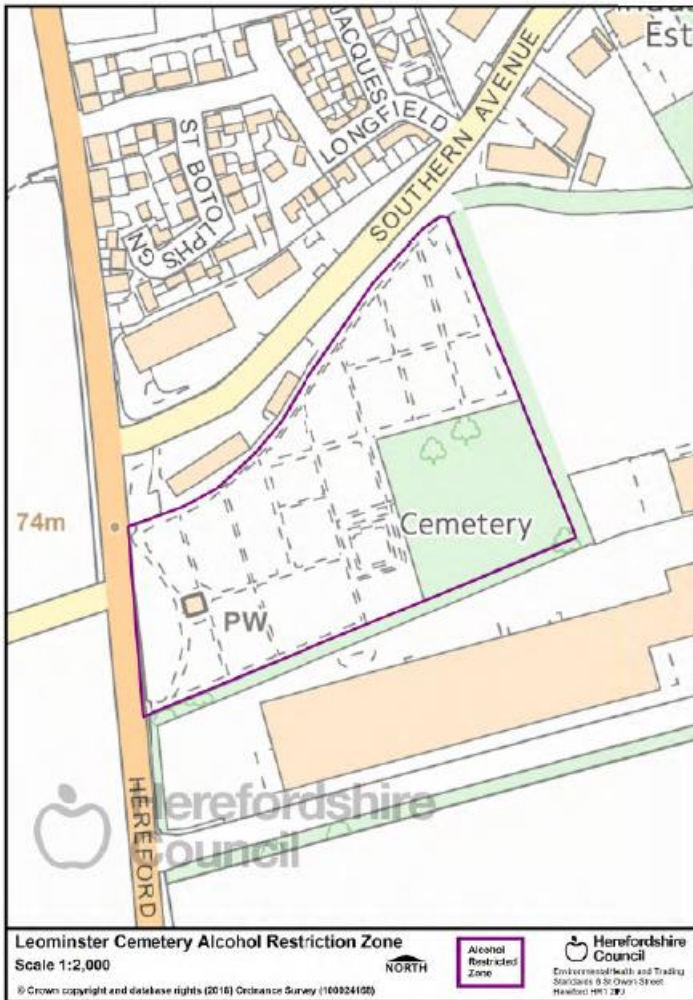 Est
JACQUES
LONGFIELD
SOUTHERN AVENUE
ST BOTOLPHS
GN
74m
Cemetery
PW
HEREFORD
Herefordshire
Council
Leominster Cemetery Alcohol Restriction Zone
Scale 1:2,000
NORTH
© Crown copyright and database rights (2018) Ordnance Survey (100024168)
Alcohol
Restricted
Zone
Herefordshire
Council
Environmental Health and Trading
Standards 8 St Owen Street
Hereford HR1 2PJ